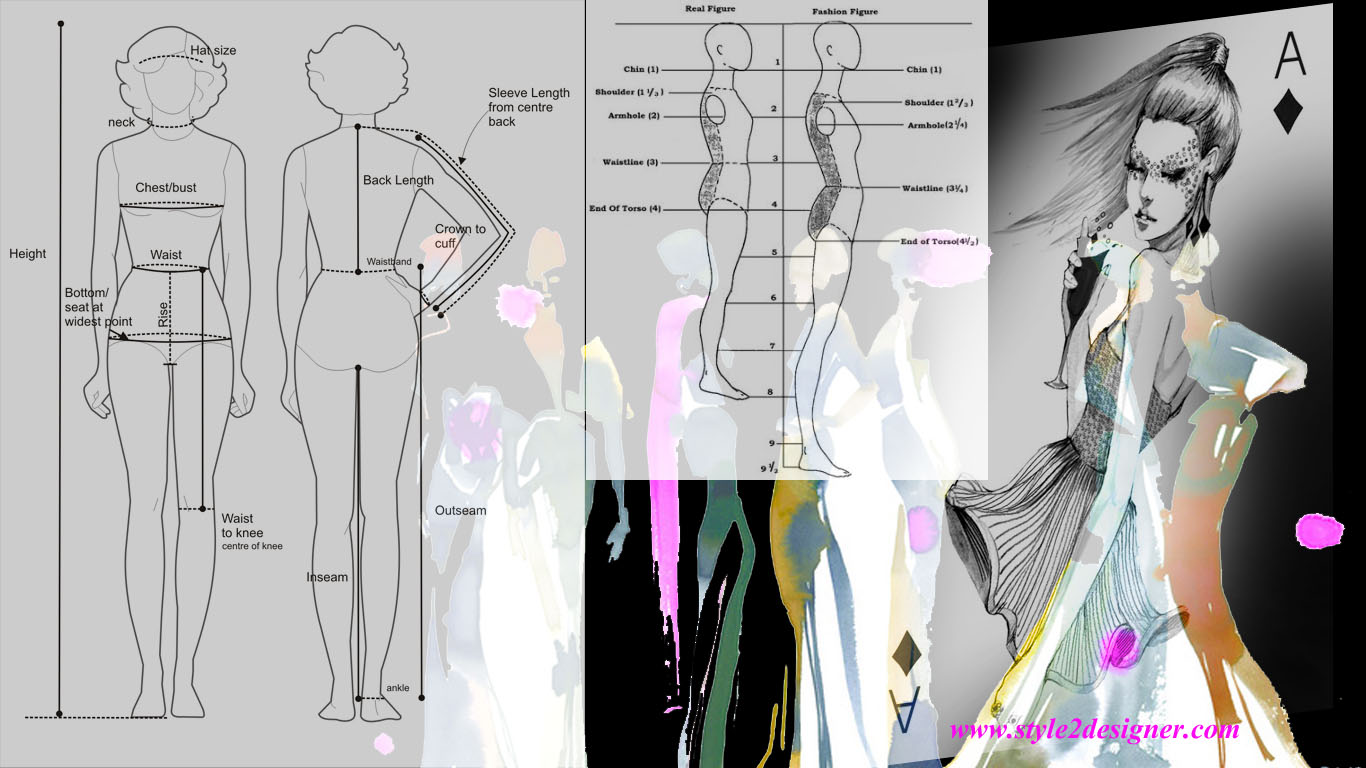 Hat size
neck
Chest/bust
Height
Waist
Bottom/
seat at
widest point
Rise
Waist
to knee
centre of knee
Sleeve Length
from centre
back
Back Length
Crown to
cuff
Waistband
Outseam
Inseam
ankle
Real Figure
Fashion Figure
Chin (1)
Shoulder (1 1/3 )
Armhole (2)
Waistline (3)
End Of Torso (4)
1
2
3
4
5
6
7
8
9
9 1/2
Chin (1)
Shoulder (1 2/3 )
Armhole(2 1/4)
Waistline (3 1/4 )
End of Torso(4 1/2 )
A
A
www.style2designer.com